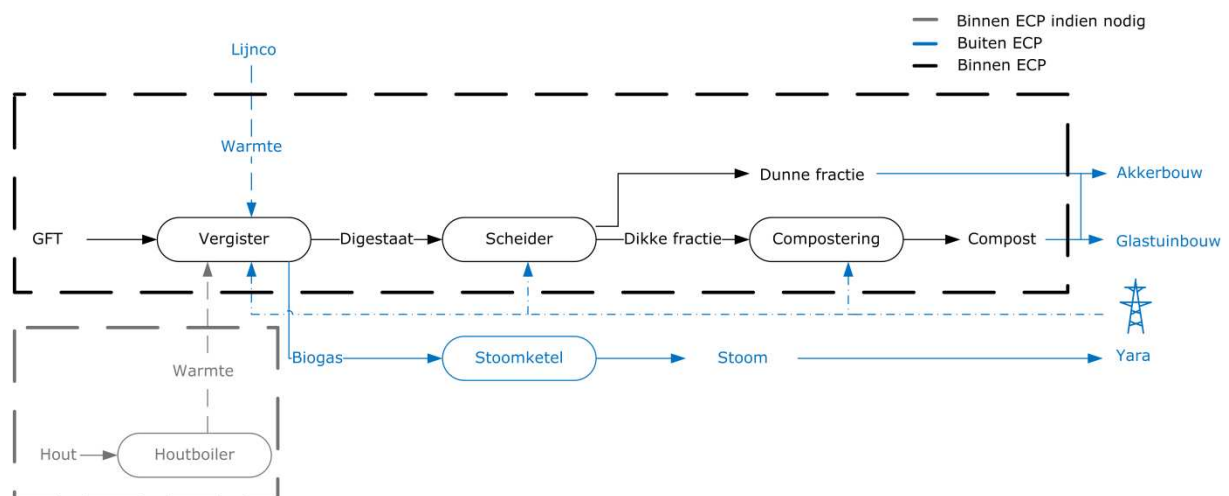 Binnen ECP indien nodig
Buiten ECP
Binnen ECP
Lijnco
Warmte
Dunne fractie
Akkerbouw
GFT
Vergister
Digestaat
Scheider
Dikke fractie
Compostering
Compost
Glastuinbouw
Biogas
Stoomketel
Stoom
Yara
Warmte
Hout
Houtboiler